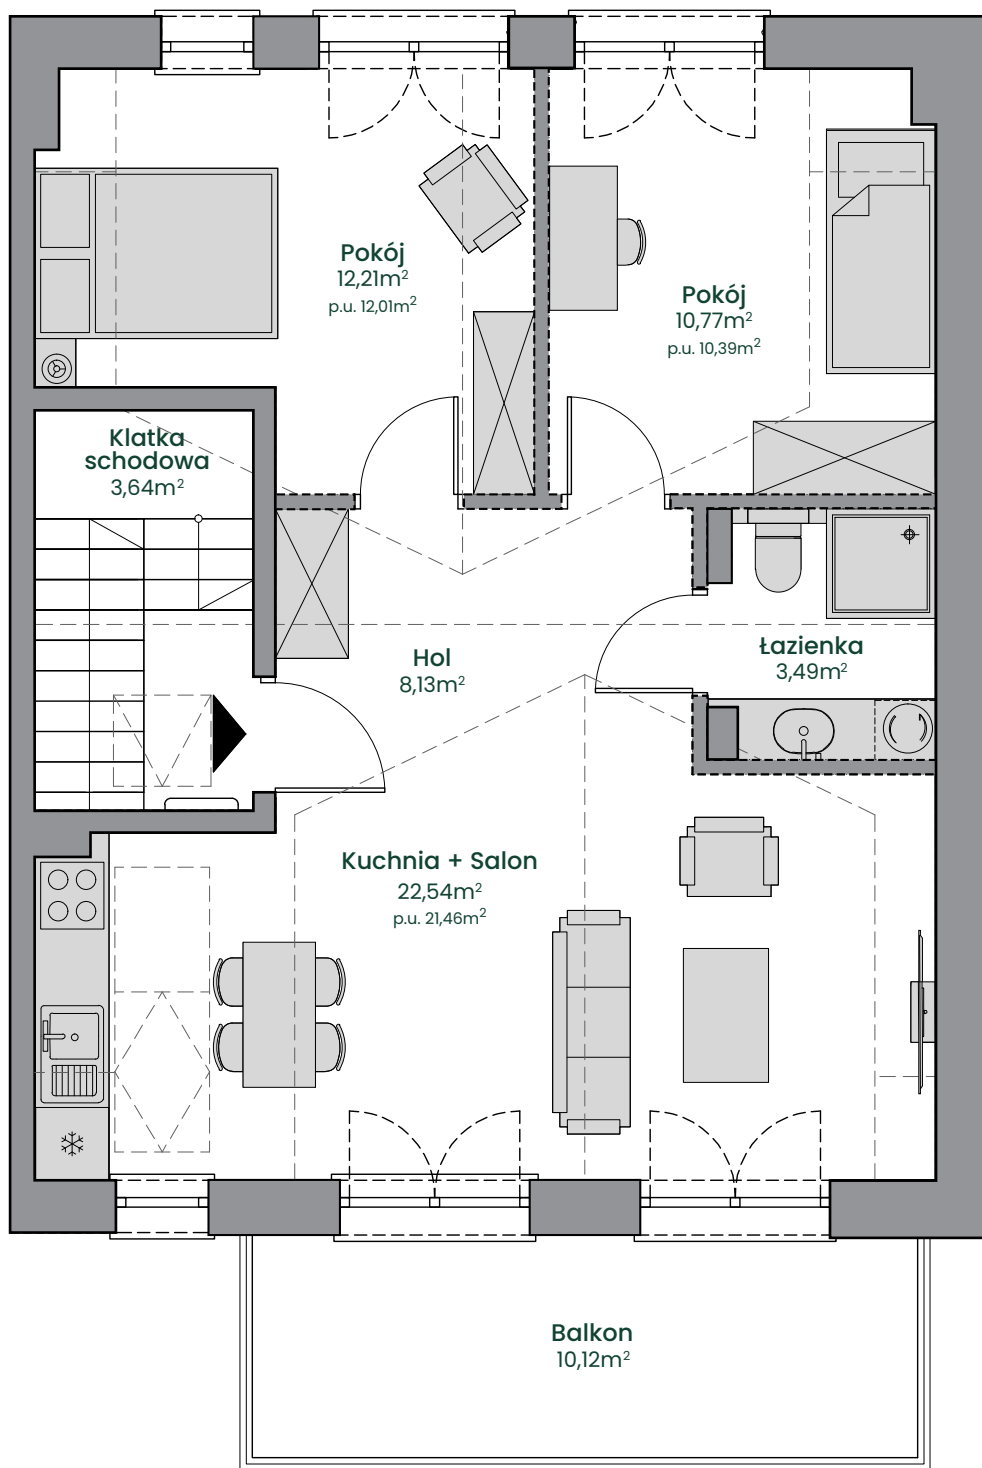 Pokój
12,21m²
p.u. 12,01m²
Pokój
10,77m²
p.u. 10,39m²
Klatka
schodowa
3,64m²
Hol
8,13m²
Łazienka
3,49m²
Kuchnia + Salon
22,54m²
p.u. 21,46m²
Balkon
10,12m²